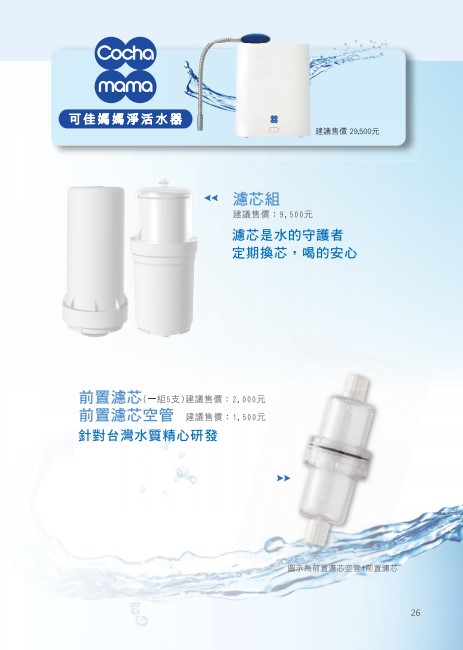 Cocha
mama
可佳媽媽淨活水器
建議售價 29,500元
濾芯組
建議售價：9,500元
濾芯是水的守護者
定期換芯，喝的安心
前置濾芯(一組5支)建議售價：2,000元
前置濾芯空管 建議售價：1,500元
針對台灣水質精心研發
圖示為前置濾芯空管+前置濾芯
26